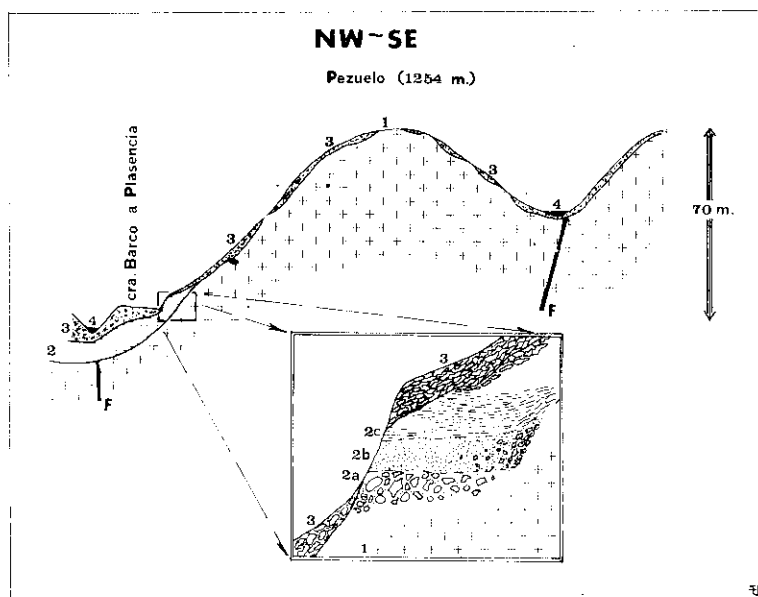 NW~SE
Pezuelo (1254 m.)
cra. Barco a Plasencia
1
3
3
3
4
70 m.
F
3
4
2
F
3
2c
2b
2a
3
1